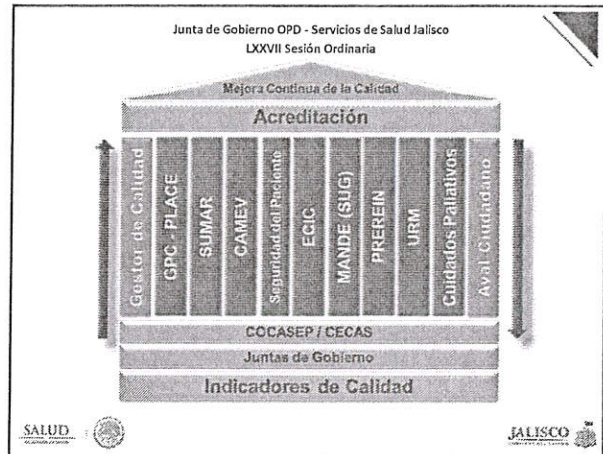 Junta de Gobierno OPD - Servicios de Salud Jalisco
LXXVII Sesión Ordinaria
Mejora Continua de la Calidad
Acreditación
Gestor de Calidad
GPC - PLACE
SUMAR
CAMEV
Seguridad del Paciente
ECIC
MANDE (SUG)
PREREIN
URM
Cuidados Paliativos
Aval Ciudadano
COCASEP / CECAS
Juntas de Gobierno
Indicadores de Calidad
SALUD
JALISCO